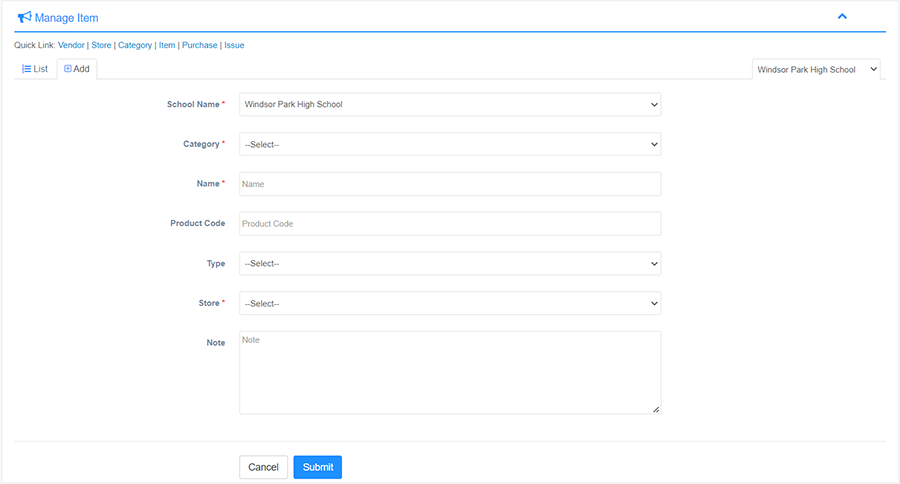 Manage Item
Quick Link: Vendor | Store | Category | Item | Purchase | Issue
List Add Windsor Park High School
School Name * Windsor Park High School
Category * --Select--
Name * Name
Product Code Product Code
Type --Select--
Store * --Select--
Note Note
Cancel Submit